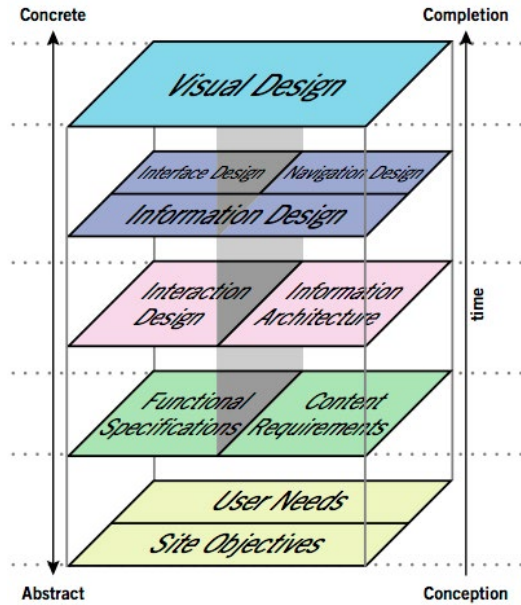 Concrete
Completion
Visual Design
Interface Design
Navigation Design
Information Design
Interaction
Design
Information
Architecture
time
Functional
Specifications
Content
Requirements
User Needs
Site Objectives
Abstract
Conception